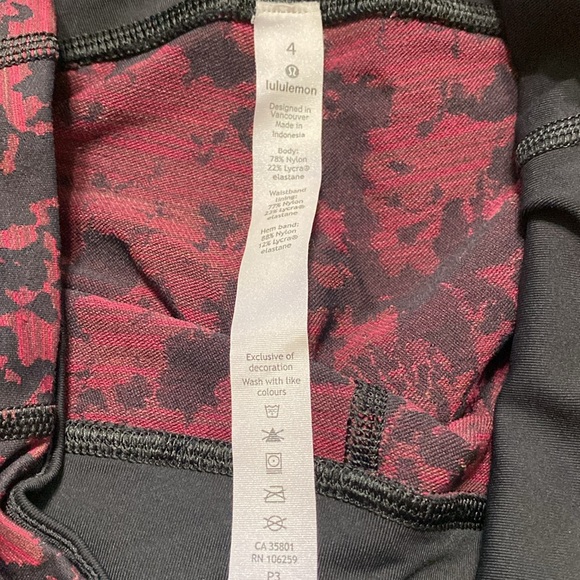 4
lululemon
Designed in
Vancouver
Made in
Indonesia
Body:
78% Nylon
22% Lycra®
elastane
Waistband
lining:
77% Nylon
23% Lycra®
elastane
Hem band:
88% Nylon
12% Lycra®
elastane
Exclusive of
decoration
Wash with like
colours
CA 35801
RN 106259
P3